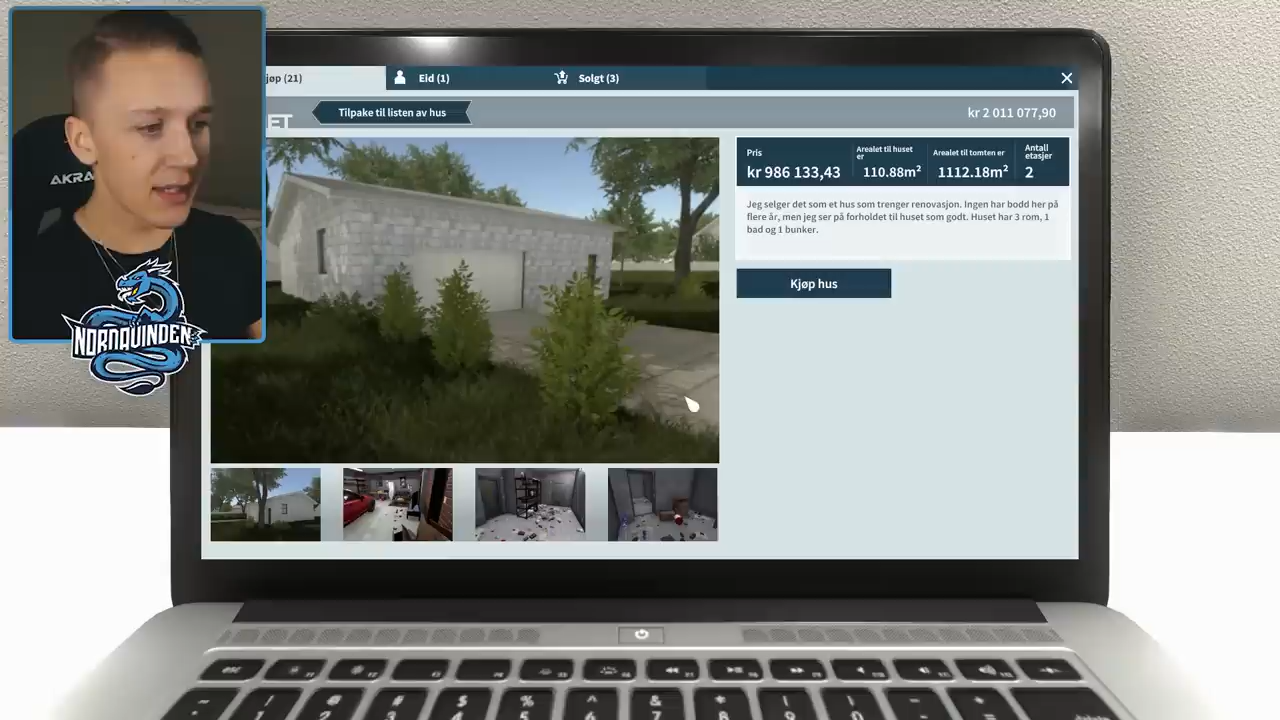 jøp (21)
Eid (1)
Solgt (3)
ET
Tilpake til listen av hus
kr 2 011 077,90
Pris
kr 986 133,43
Arealet til huset
er
110.88m²
Arealet til tomten er
1112.18m²
Antall
etasjer
2
Jeg selger det som et hus som trenger renovasjon. Ingen har bodd her på
flere år, men jeg ser på forholdet til huset som godt. Huset har 3 rom, 1
bad og 1 bunker.
Kjøp hus
AKRA
NORDAVINDEN